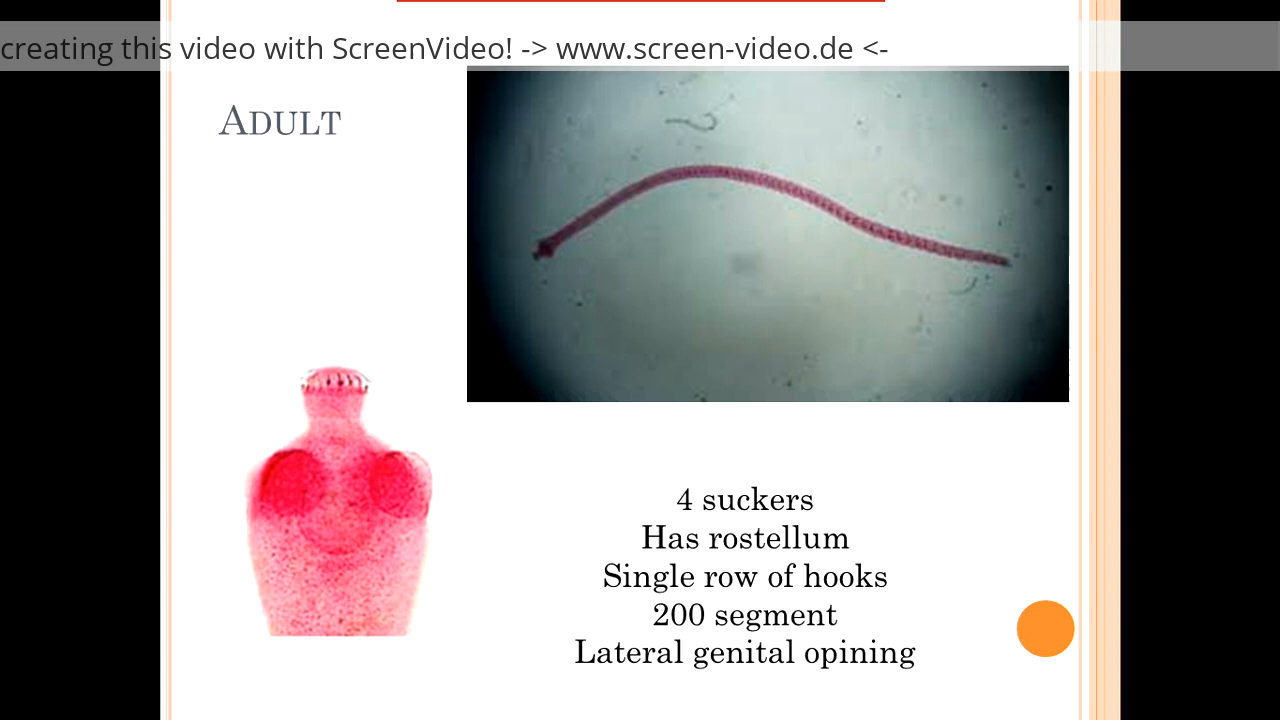 creating this video with ScreenVideo! -> www.screen-video.de <-
ADULT
4 suckers
Has rostellum
Single row of hooks
200 segment
Lateral genital opining